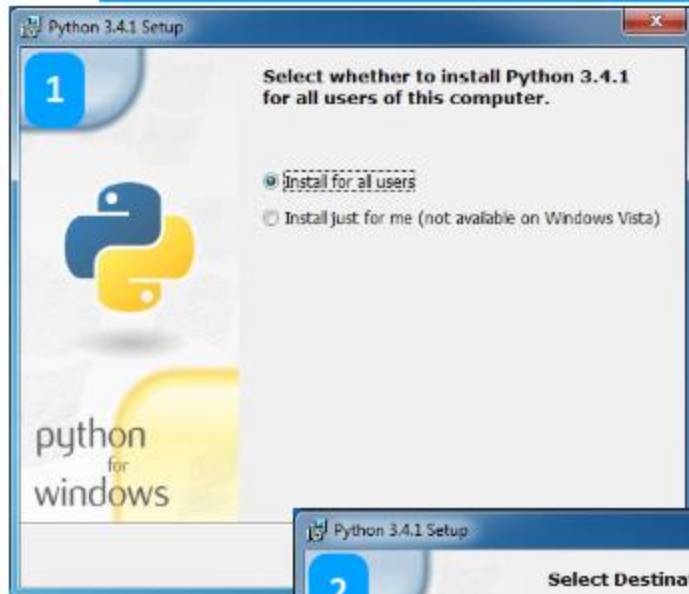 Python 3.4.1 Setup
x
1
Select whether to install Python 3.4.1
for all users of this computer.
Install for all users
Install just for me (not available on Windows Vista)
python
for
windows
Python 3.4.1 Setup
2
Select Destina